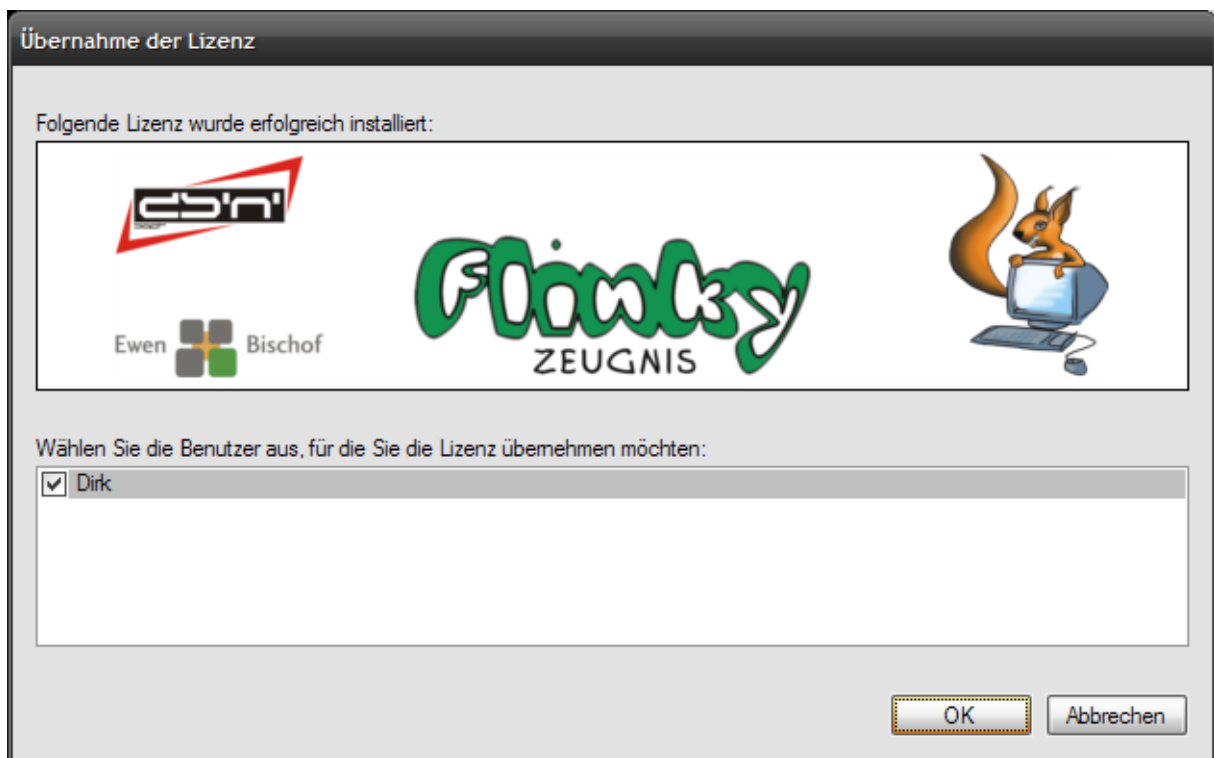 Übernahme der Lizenz
Folgende Lizenz wurde erfolgreich installiert:
Flinky
ZEUGNIS
Ewen Bischof
Wählen Sie die Benutzer aus, für die Sie die Lizenz übernehmen möchten:
Dirk
OK Abbrechen